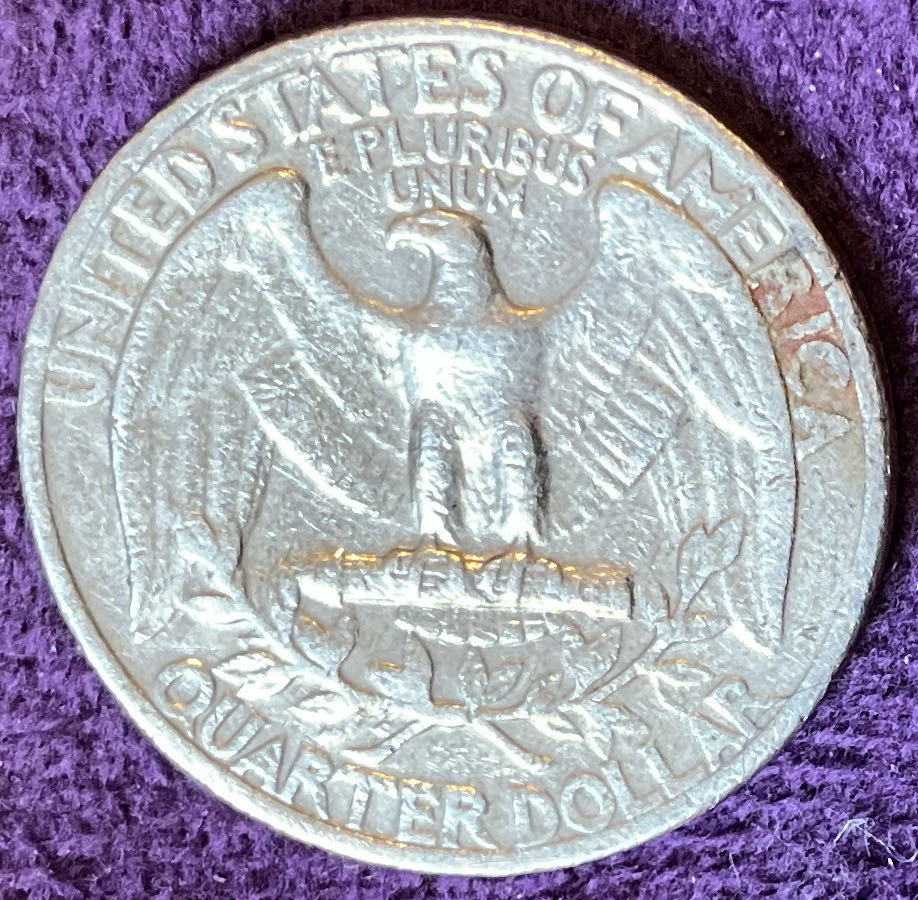 UNITED STATES OF AMERICA
E PLURIBUS
UNUM
QUARTER DOLLAR